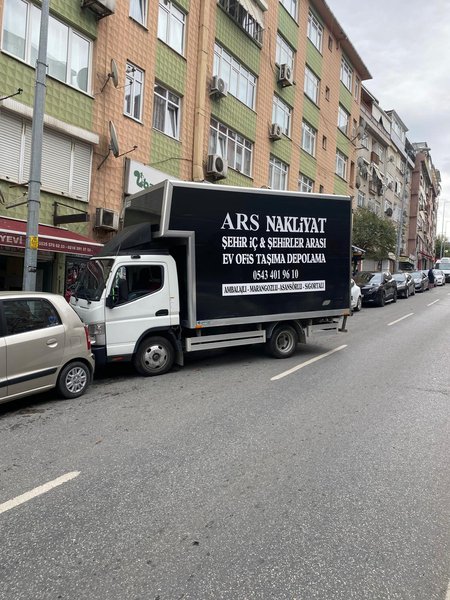 ARS NAKLİYAT
ŞEHİR İÇ & ŞEHİRLER ARASI
EV OFİS TAŞIMA DEPOLAMA
0543 401 96 10
AMBALAJLI - MARANGOZLU - ASANSÖRLÜ - SİGORTALI